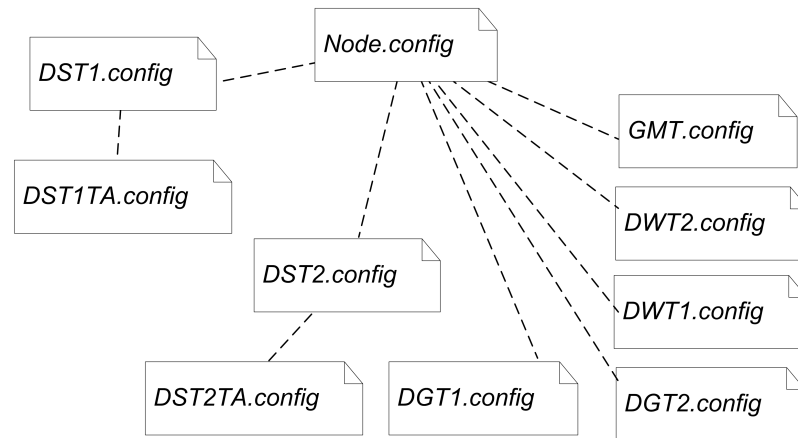 Node.config
DST1.config
GMT.config
DST1TA.config
DWT2.config
DST2.config
DWT1.config
DST2TA.config
DGT1.config
DGT2.config